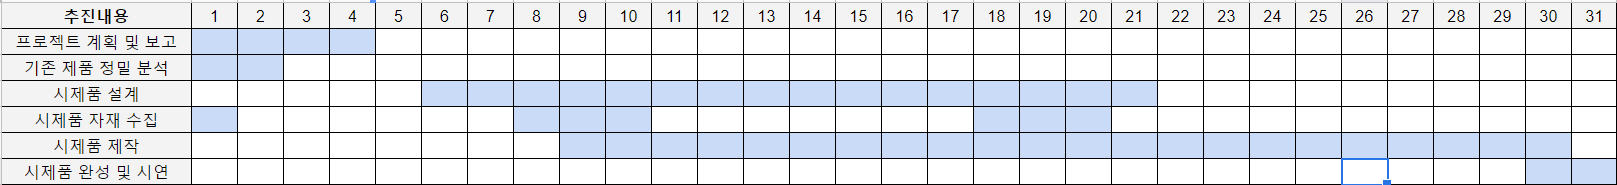 추진내용 1 2 3 4 5 6 7 8 9 10 11 12 13 14 15 16 17 18 19 20 21 22 23 24 25 26 27 28 29 30 31
프로젝트 계획 및 보고
기존 제품 정밀 분석
시제품 설계
시제품 자재 수집
시제품 제작
시제품 완성 및 시연